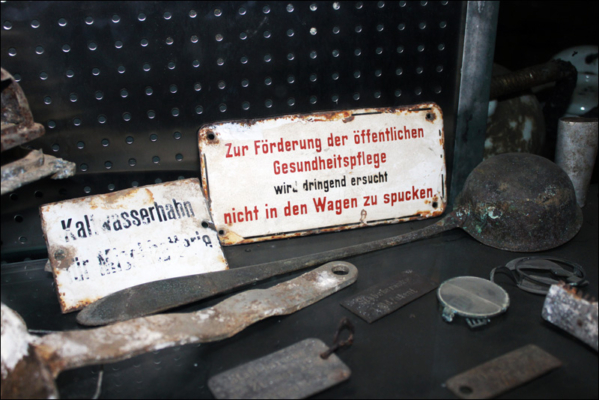 Zur Förderung der öffentlichen
Gesundheitspflege
wird dringend ersucht
nicht in den Wagen zu spucken.
Kaltwasserhahn